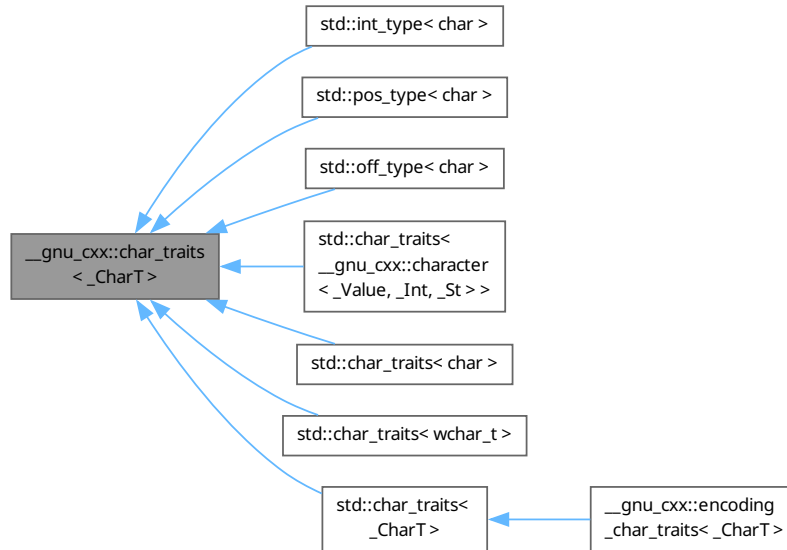 std::int_type< char >
std::pos_type< char >
std::off_type< char >
__gnu_cxx::char_traits
< _CharT >
std::char_traits<
__gnu_cxx::character
< _Value, _Int, _St > >
std::char_traits< char >
std::char_traits< wchar_t >
std::char_traits<
_CharT >
__gnu_cxx::encoding
_char_traits< _CharT >